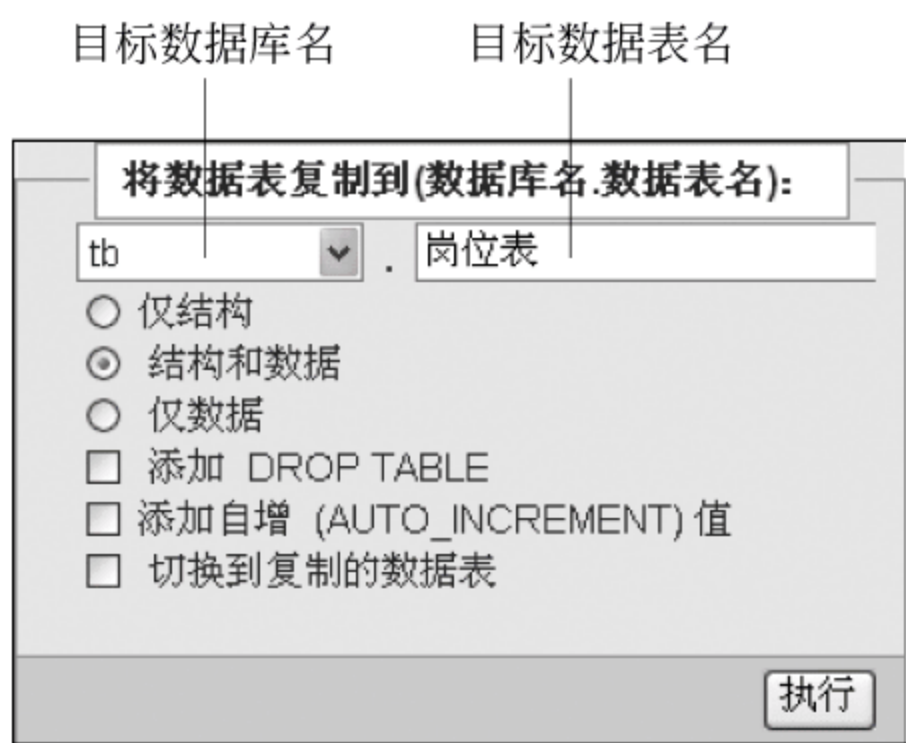 目标数据库名 目标数据表名
将数据表复制到(数据库名.数据表名):
tb . 岗位表
仅结构
结构和数据
仅数据
添加 DROP TABLE
添加自增 (AUTO_INCREMENT) 值
切换到复制的数据表
执行